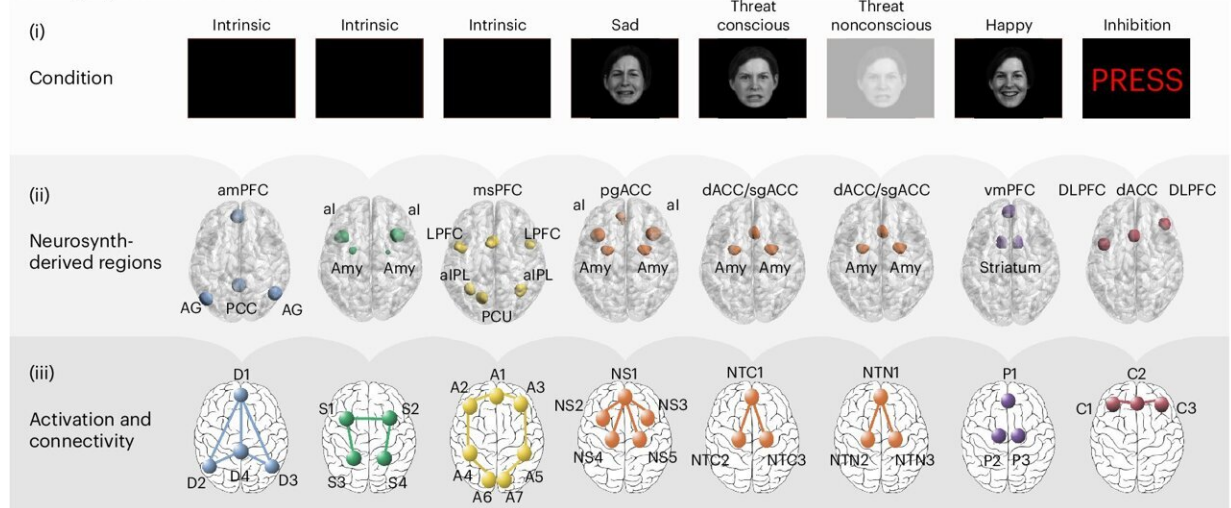 (i)
Condition
Intrinsic
Intrinsic
Intrinsic
Sad
Threat
conscious
Threat
nonconscious
Happy
Inhibition
PRESS
(ii)
Neurosynth-
derived regions
amPFC
AG
PCC
AG
aI
aI
Amy
Amy
msPFC
LPFC
LPFC
aIPL
aIPL
PCU
pgACC
aI
aI
Amy
Amy
dACC/sgACC
Amy
Amy
dACC/sgACC
Amy
Amy
vmPFC
Striatum
DLPFC
dACC
DLPFC
(iii)
Activation and
connectivity
D1
D2
D4
D3
S1
S2
S3
S4
A1
A2
A3
A4
A5
A6
A7
NS1
NS2
NS3
NS4
NS5
NTC1
NTC2
NTC3
NTN1
NTN2
NTN3
P1
P2
P3
C2
C1
C3